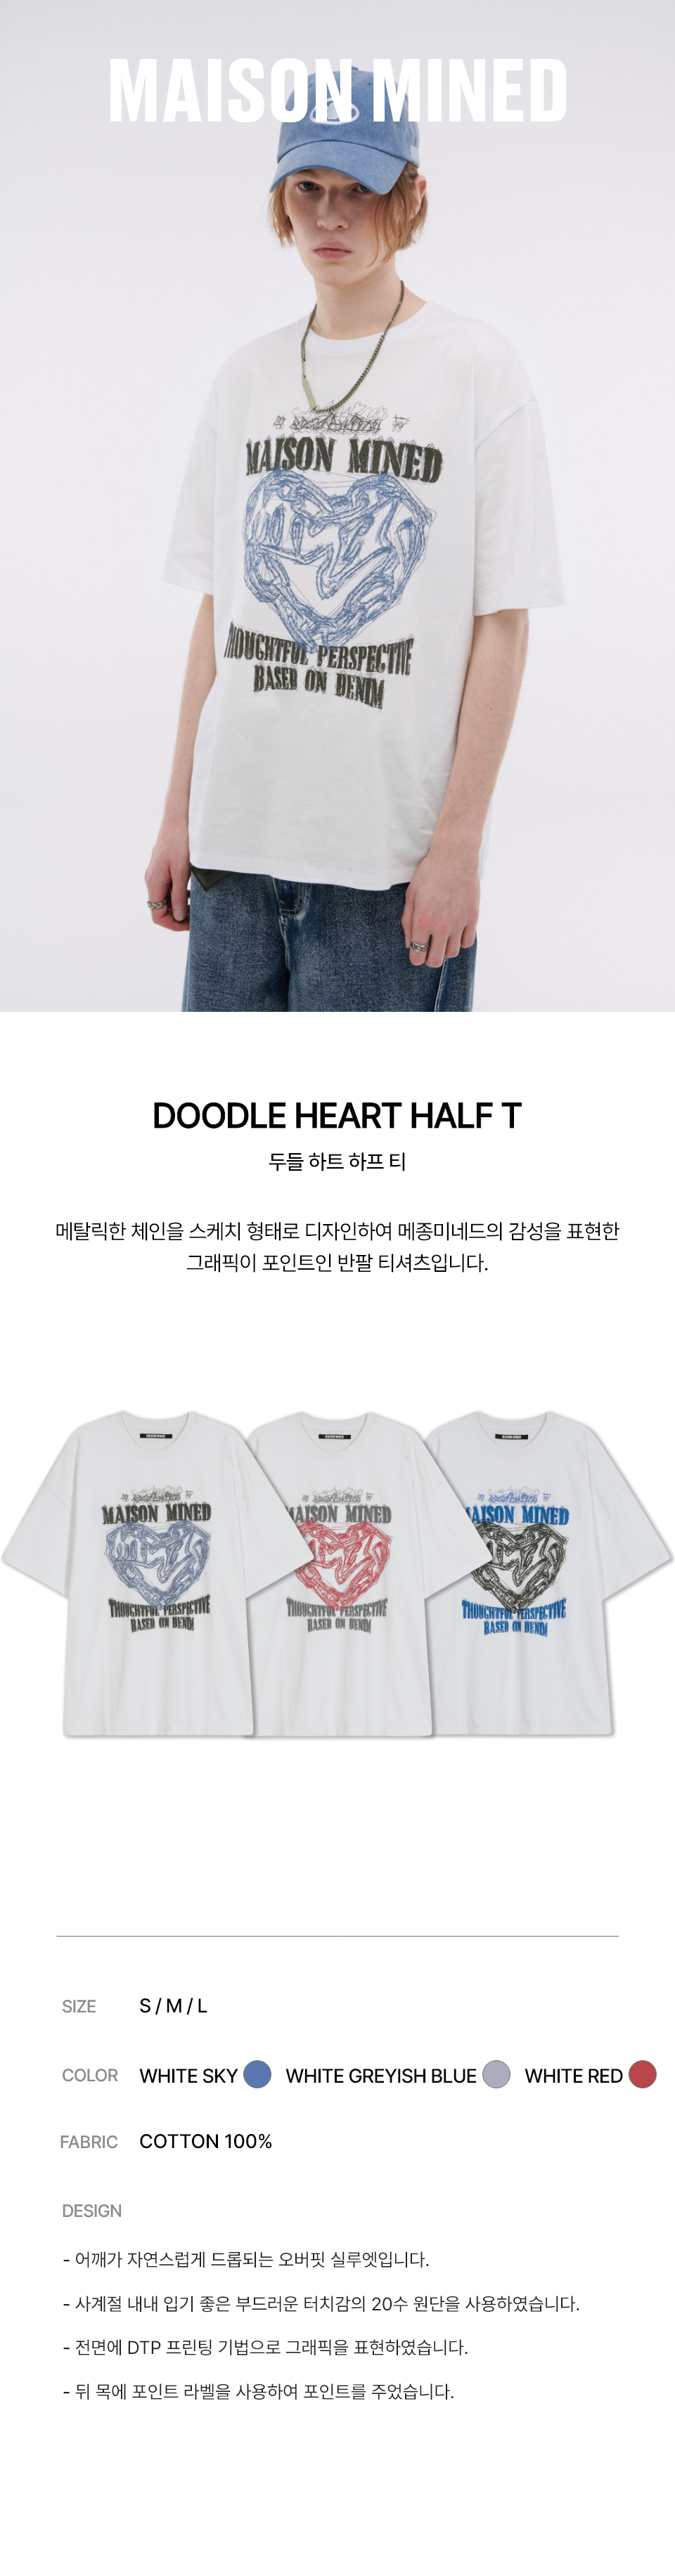 MAISON MINED
MAISON MINED
THOUGHTFUL PERSPECTIVE
BASED ON DENIM
DOODLE HEART HALF T
두들 하트 하프 티
메탈릭한 체인을 스케치 형태로 디자인하여 메종미네드의 감성을 표현한
그래픽이 포인트인 반팔 티셔츠입니다.
MAISON MINED
THOUGHTFUL PERSPECTIVE
BASED ON DENIM
MAISON MINED
THOUGHTFUL PERSPECTIVE
BASED ON DENIM
MAISON MINED
THOUGHTFUL PERSPECTIVE
BASED ON DENIM
SIZE S / M / L
COLOR WHITE SKY WHITE GREYISH BLUE WHITE RED
FABRIC COTTON 100%
DESIGN
- 어깨가 자연스럽게 드롭되는 오버핏 실루엣입니다.
- 사계절 내내 입기 좋은 부드러운 터치감의 20수 원단을 사용하였습니다.
- 전면에 DTP 프린팅 기법으로 그래픽을 표현하였습니다.
- 뒤 목에 포인트 라벨을 사용하여 포인트를 주었습니다.